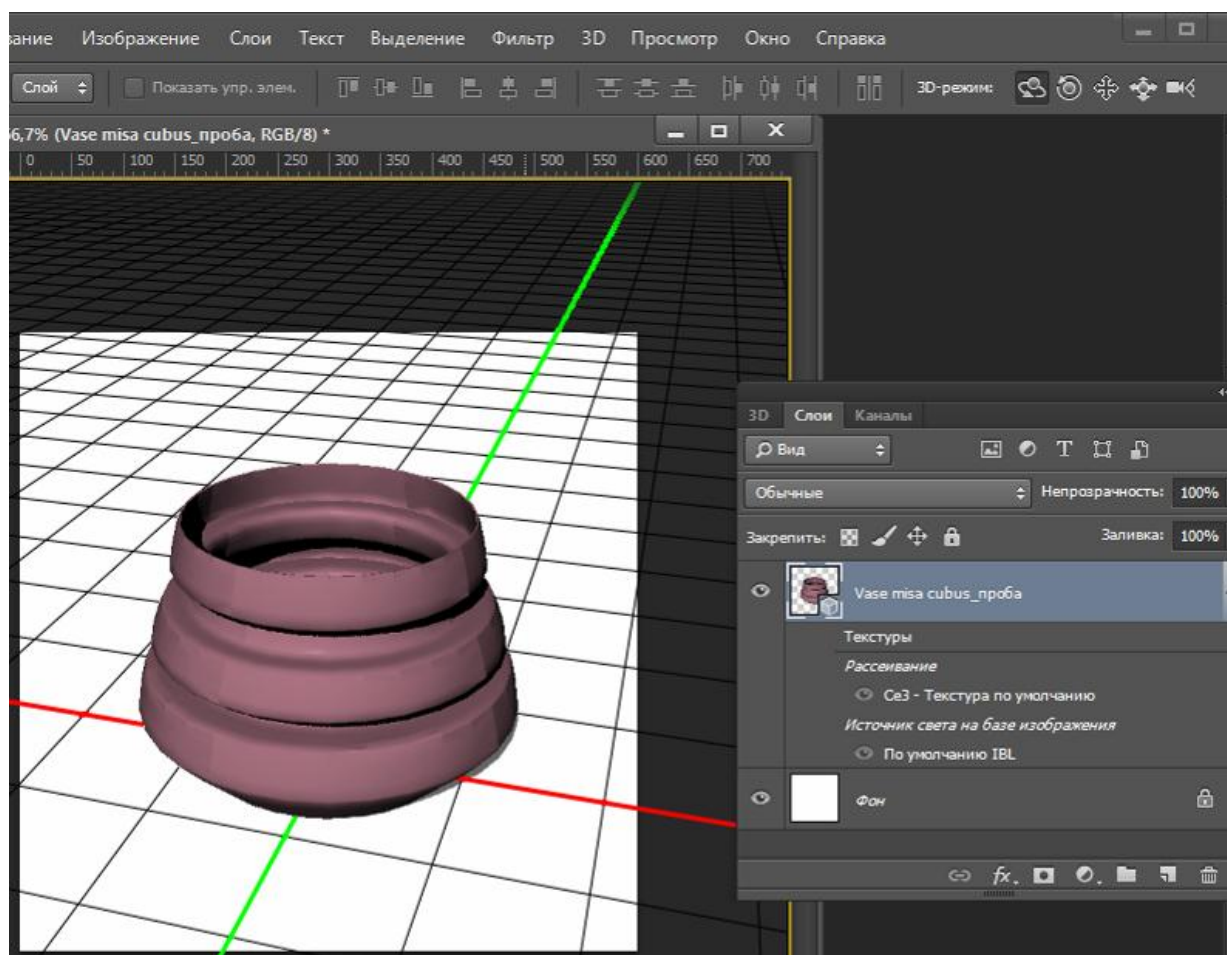 Изображение Слои Текст Выделение Фильтр 3D Просмотр Окно Справка
Слой Показать упр. элем. 3D-режим:
6,7% (Vase misa cubus_проба, RGB/8) *
0 50 100 150 200 250 300 350 400 450 500 550 600 650 700
3D Слои Каналы
Вид
Обычные Непрозрачность: 100%
Закрепить: Заливка: 100%
Vase misa cubus_проба
Текстуры
Рассеивание
Ce3 - Текстура по умолчанию
Источник света на базе изображения
По умолчанию IBL
Фон
fx.